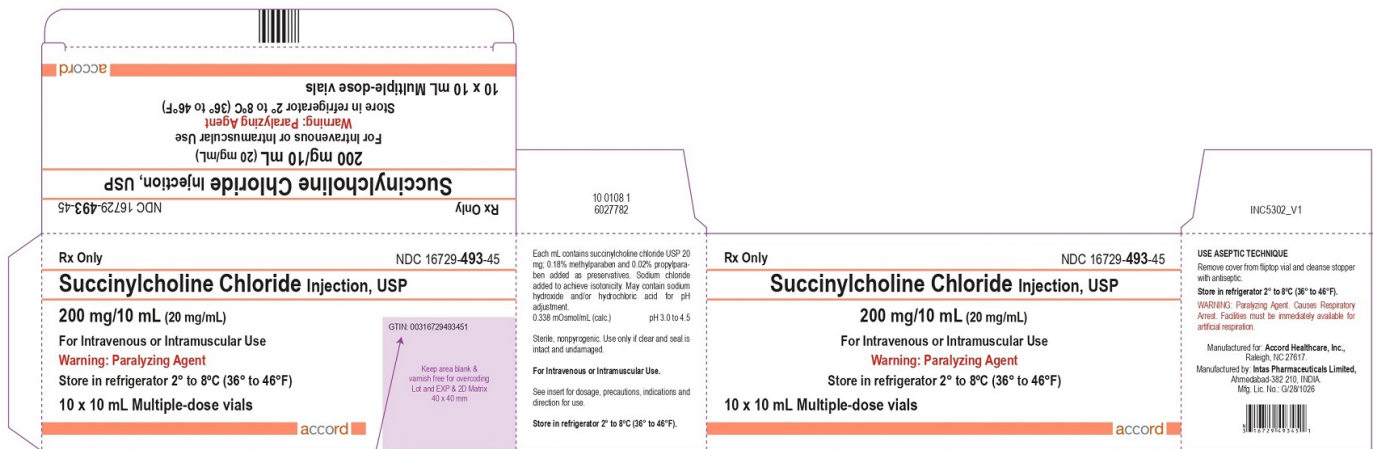 accord
10 x 10 mL Multiple-dose vials
Store in refrigerator 2° to 8ºC (36° to 46°F)
Warning: Paralyzing Agent
For Intravenous or Intramuscular Use
200 mg/10 mL (20 mg/mL)
Succinylcholine Chloride Injection, USP
Rx Only NDC 16729-493-45
Rx Only NDC 16729-493-45
Succinylcholine Chloride Injection, USP
200 mg/10 mL (20 mg/mL)
For Intravenous or Intramuscular Use
Warning: Paralyzing Agent
Store in refrigerator 2° to 8ºC (36° to 46°F)
10 x 10 mL Multiple-dose vials
accord
GTIN: 00316729493451
Keep area blank &
varnish free for overcoding
Lot and EXP & 2D Matrix
40 x 40 mm
10 0108 1
6027782
Each mL contains succinylcholine chloride USP 20
mg; 0.18% methylparaben and 0.02% propylpara-
ben added as preservatives. Sodium chloride
added to achieve isotonicity. May contain sodium
hydroxide and/or hydrochloric acid for pH
adjustment.
0.338 mOsmol/mL (calc.) pH 3.0 to 4.5
Sterile, nonpyrogenic. Use only if clear and seal is
intact and undamaged.
For Intravenous or Intramuscular Use.
See insert for dosage, precautions, indications and
direction for use.
Store in refrigerator 2° to 8ºC (36° to 46°F).
Rx Only NDC 16729-493-45
Succinylcholine Chloride Injection, USP
200 mg/10 mL (20 mg/mL)
For Intravenous or Intramuscular Use
Warning: Paralyzing Agent
Store in refrigerator 2° to 8ºC (36° to 46°F)
10 x 10 mL Multiple-dose vials
accord
INC5302_V1
USE ASEPTIC TECHNIQUE
Remove cover from fliptop vial and cleanse stopper
with antiseptic.
Store in refrigerator 2° to 8ºC (36° to 46°F).
WARNING: Paralyzing Agent. Causes Respiratory
Arrest. Facilities must be immediately available for
artificial respiration.
Manufactured for: Accord Healthcare, Inc.,
Raleigh, NC 27617.
Manufactured by: Intas Pharmaceuticals Limited,
Ahmedabad-382 210, INDIA.
Mfg. Lic. No.: G/28/1026
3 16729 49345 1